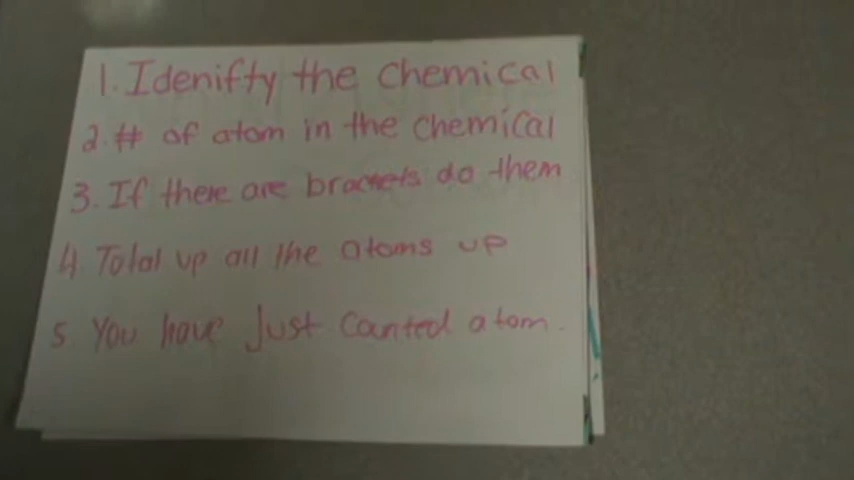 1. Idenifty the Chemical
2. # of atom in the Chemical
3. If there are brackets do them
4 Total up all the atoms up
5 You have Just Counted atom.